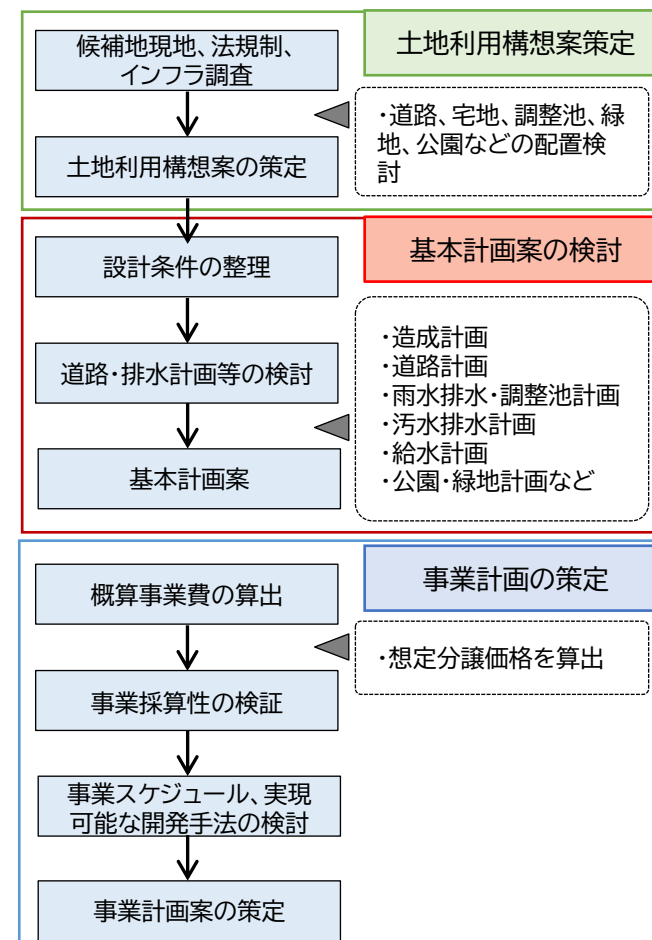 土地利用構想案策定
候補地現地、法規制、
インフラ調査
・道路、宅地、調整池、緑
地、公園などの配置検
討
土地利用構想案の策定
基本計画案の検討
設計条件の整理
道路・排水計画等の検討
・造成計画
・道路計画
・雨水排水・調整池計画
・汚水排水計画
・給水計画
・公園・緑地計画など
基本計画案
事業計画の策定
概算事業費の算出
・想定分譲価格を算出
事業採算性の検証
事業スケジュール、実現
可能な開発手法の検討
事業計画案の策定